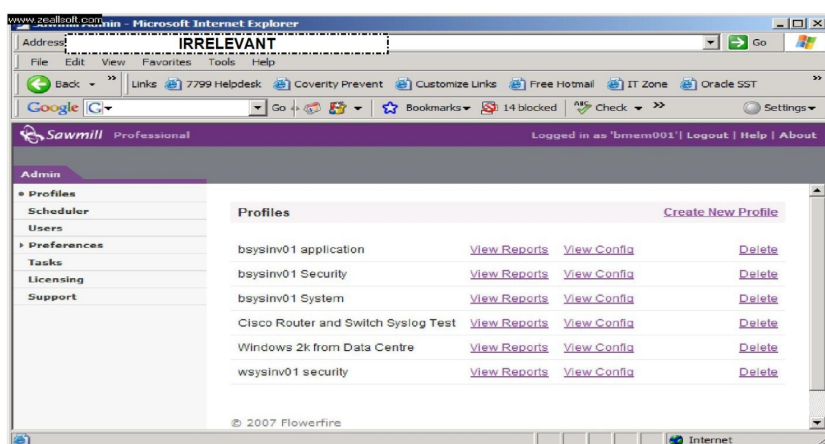 www.zeallsoft.com
Admin - Microsoft Internet Explorer
Address IRRELEVANT Go
File Edit View Favorites Tools Help
Back » Links 7799 Helpdesk Coverity Prevent Customize Links Free Hotmail IT Zone Oracle SST »
Google G Go Bookmarks 14 blocked ABC Check » Settings
Sawmill Professional Logged in as 'bmem001'| Logout | Help | About
Admin
Profiles
Scheduler
Users
Preferences
Tasks
Licensing
Support
Profiles Create New Profile
bsysinv01 application View Reports View Config Delete
bsysinv01 Security View Reports View Config Delete
bsysinv01 System View Reports View Config Delete
Cisco Router and Switch Syslog Test View Reports View Config Delete
Windows 2k from Data Centre View Reports View Config Delete
wsysinv01 security View Reports View Config Delete
© 2007 Flowerfire
Internet